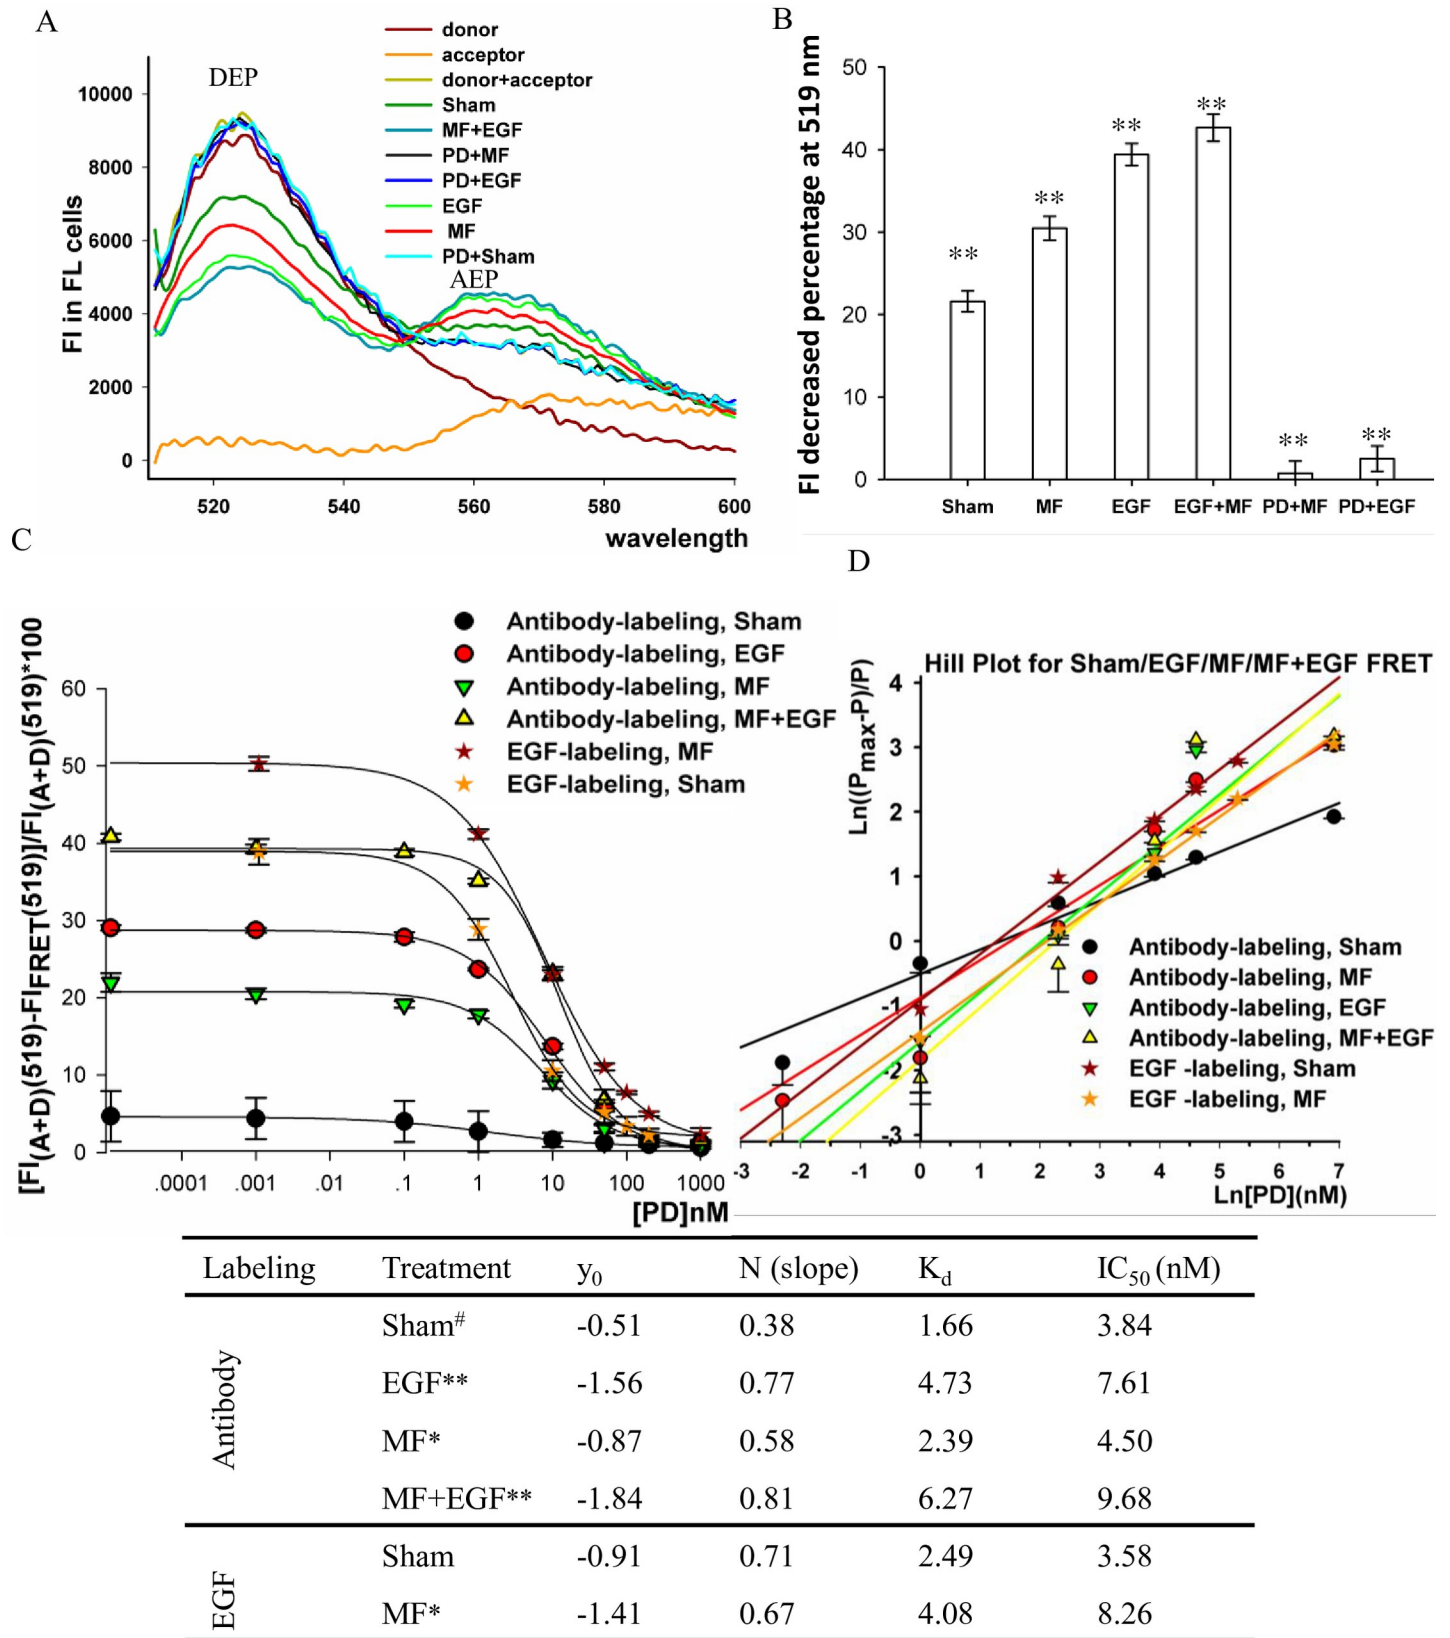 A
donor
acceptor
donor+acceptor
Sham
MF+EGF
PD+MF
PD+EGF
EGF
MF
PD+Sham
DEP
AEP
FI in FL cells
10000
8000
6000
4000
2000
0
520 540 560 580 600
wavelength
B
FI decreased percentage at 519 nm
50
40
30
20
10
0
** ** ** ** ** **
Sham MF EGF EGF+MF PD+MF PD+EGF
C
Antibody-labeling, Sham
Antibody-labeling, EGF
Antibody-labeling, MF
Antibody-labeling, MF+EGF
EGF-labeling, MF
EGF-labeling, Sham
[FI(A+D)(519)-FIFRET(519)]/FI(A+D)(519)*100
60
50
40
30
20
10
0
.0001 .001 .01 .1 1 10 100 1000
[PD]nM
D
Hill Plot for Sham/EGF/MF/MF+EGF FRET
Ln((Pmax-P)/P)
4
3
2
1
0
-1
-2
-3
Antibody-labeling, Sham
Antibody-labeling, MF
Antibody-labeling, EGF
Antibody-labeling, MF+EGF
EGF -labeling, Sham
EGF -labeling, MF
-3 -2 -1 0 1 2 3 4 5 6 7
Ln[PD](nM)
Labeling Treatment y0 N (slope) Kd IC50 (nM)
Antibody
Sham# -0.51 0.38 1.66 3.84
EGF** -1.56 0.77 4.73 7.61
MF* -0.87 0.58 2.39 4.50
MF+EGF** -1.84 0.81 6.27 9.68
EGF
Sham -0.91 0.71 2.49 3.58
MF* -1.41 0.67 4.08 8.26